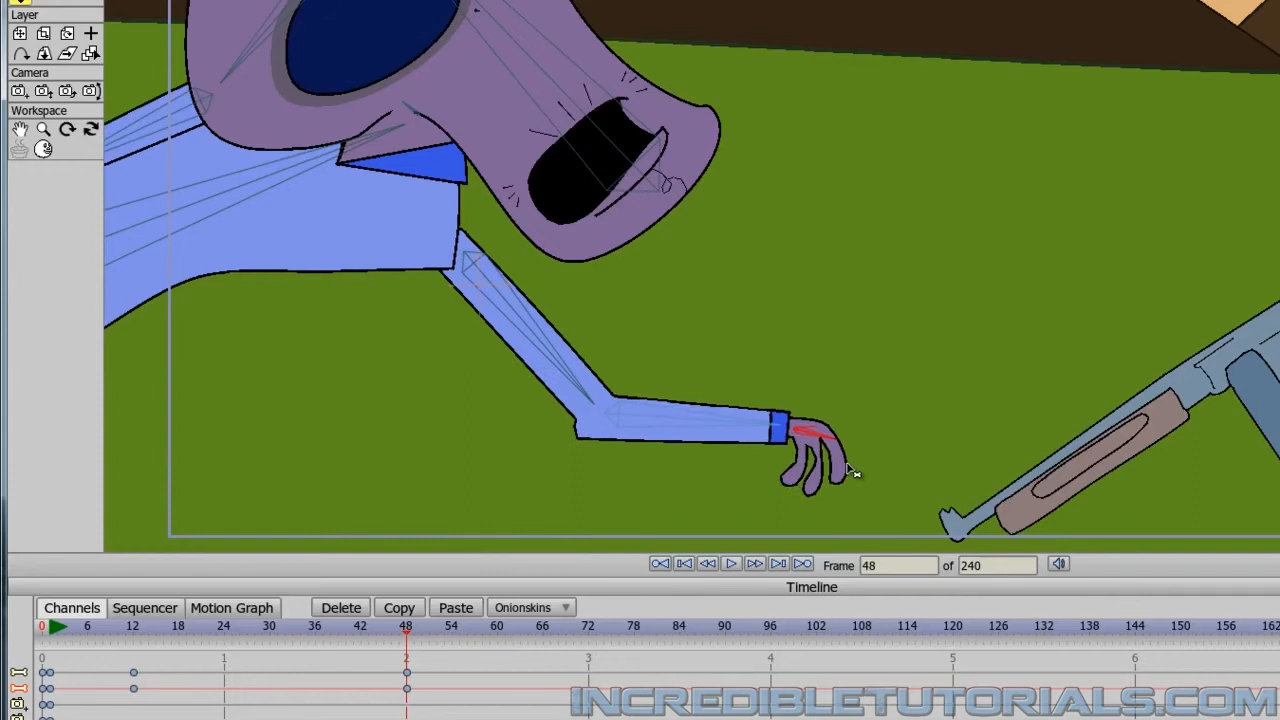 Layer
Camera
Workspace
Frame 48 of 240
Timeline
Channels Sequencer Motion Graph Delete Copy Paste Onionskins
0 6 12 18 24 30 36 42 48 54 60 66 72 78 84 90 96 102 108 114 120 126 132 138 144 150 156 162
0 1 2 3 4 5 6
INCREDIBLETUTORIALS.COM